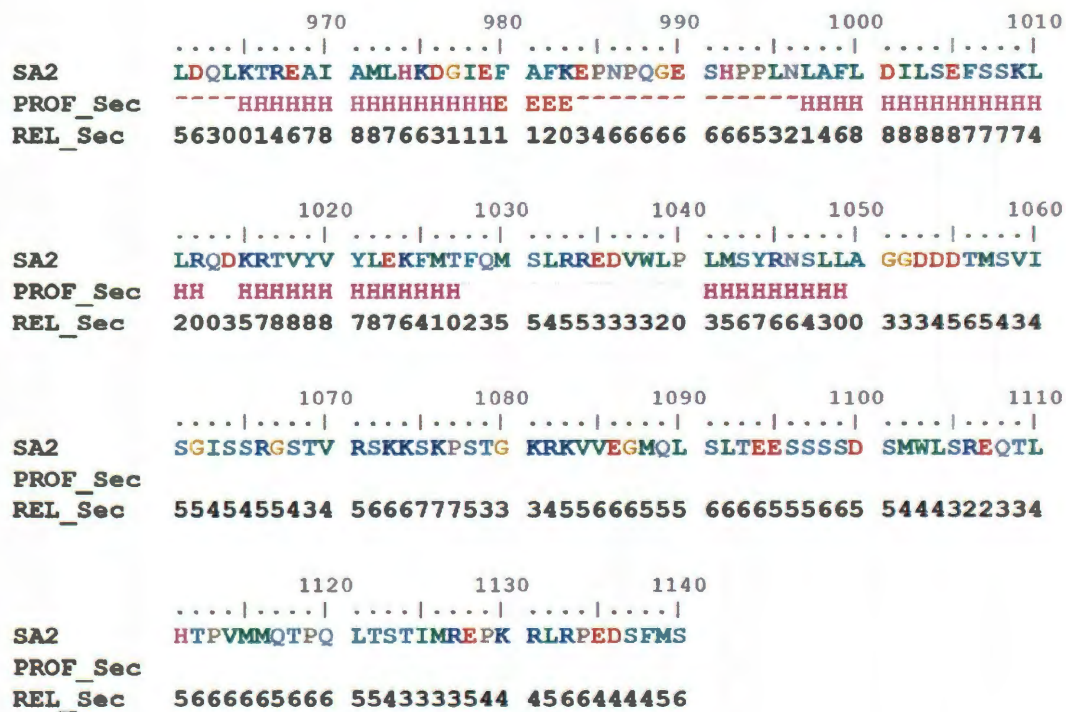 970 980 990 1000 1010
....|....| ....|....| ....|....| ....|....| ....|....|
SA2 LDQLKTREAI AMLHKDGIEF AFKEPNPQGE SHPPLNLAFL DILSEFSSKL
PROF_Sec ----HHHHHH HHHHHHHHHE EEE------- ------HHHH HHHHHHHHHH
REL_Sec 5630014678 8876631111 1203466666 6665321468 8888877774
1020 1030 1040 1050 1060
....|....| ....|....| ....|....| ....|....| ....|....|
SA2 LRQDKRTVYV YLEKFMTFQM SLRREDVWLP LMSYRNSLLA GGDDDTMSVI
PROF_Sec HH HHHHHH HHHHHHH HHHHHHHHH
REL_Sec 2003578888 7876410235 5455333320 3567664300 3334565434
1070 1080 1090 1100 1110
....|....| ....|....| ....|....| ....|....| ....|....|
SA2 SGISSRGSTV RSKKSKPSTG KRKVVEGMQL SLTEESSSSD SMWLSREQTL
PROF_Sec
REL_Sec 5545455434 5666777533 3455666555 6666555665 5444322334
1120 1130 1140
....|....| ....|....| ....|....|
SA2 HTPVMMQTPQ LTSTIMREPK RLRPEDSFMS
PROF_Sec
REL_Sec 5666665666 5543333544 4566444456